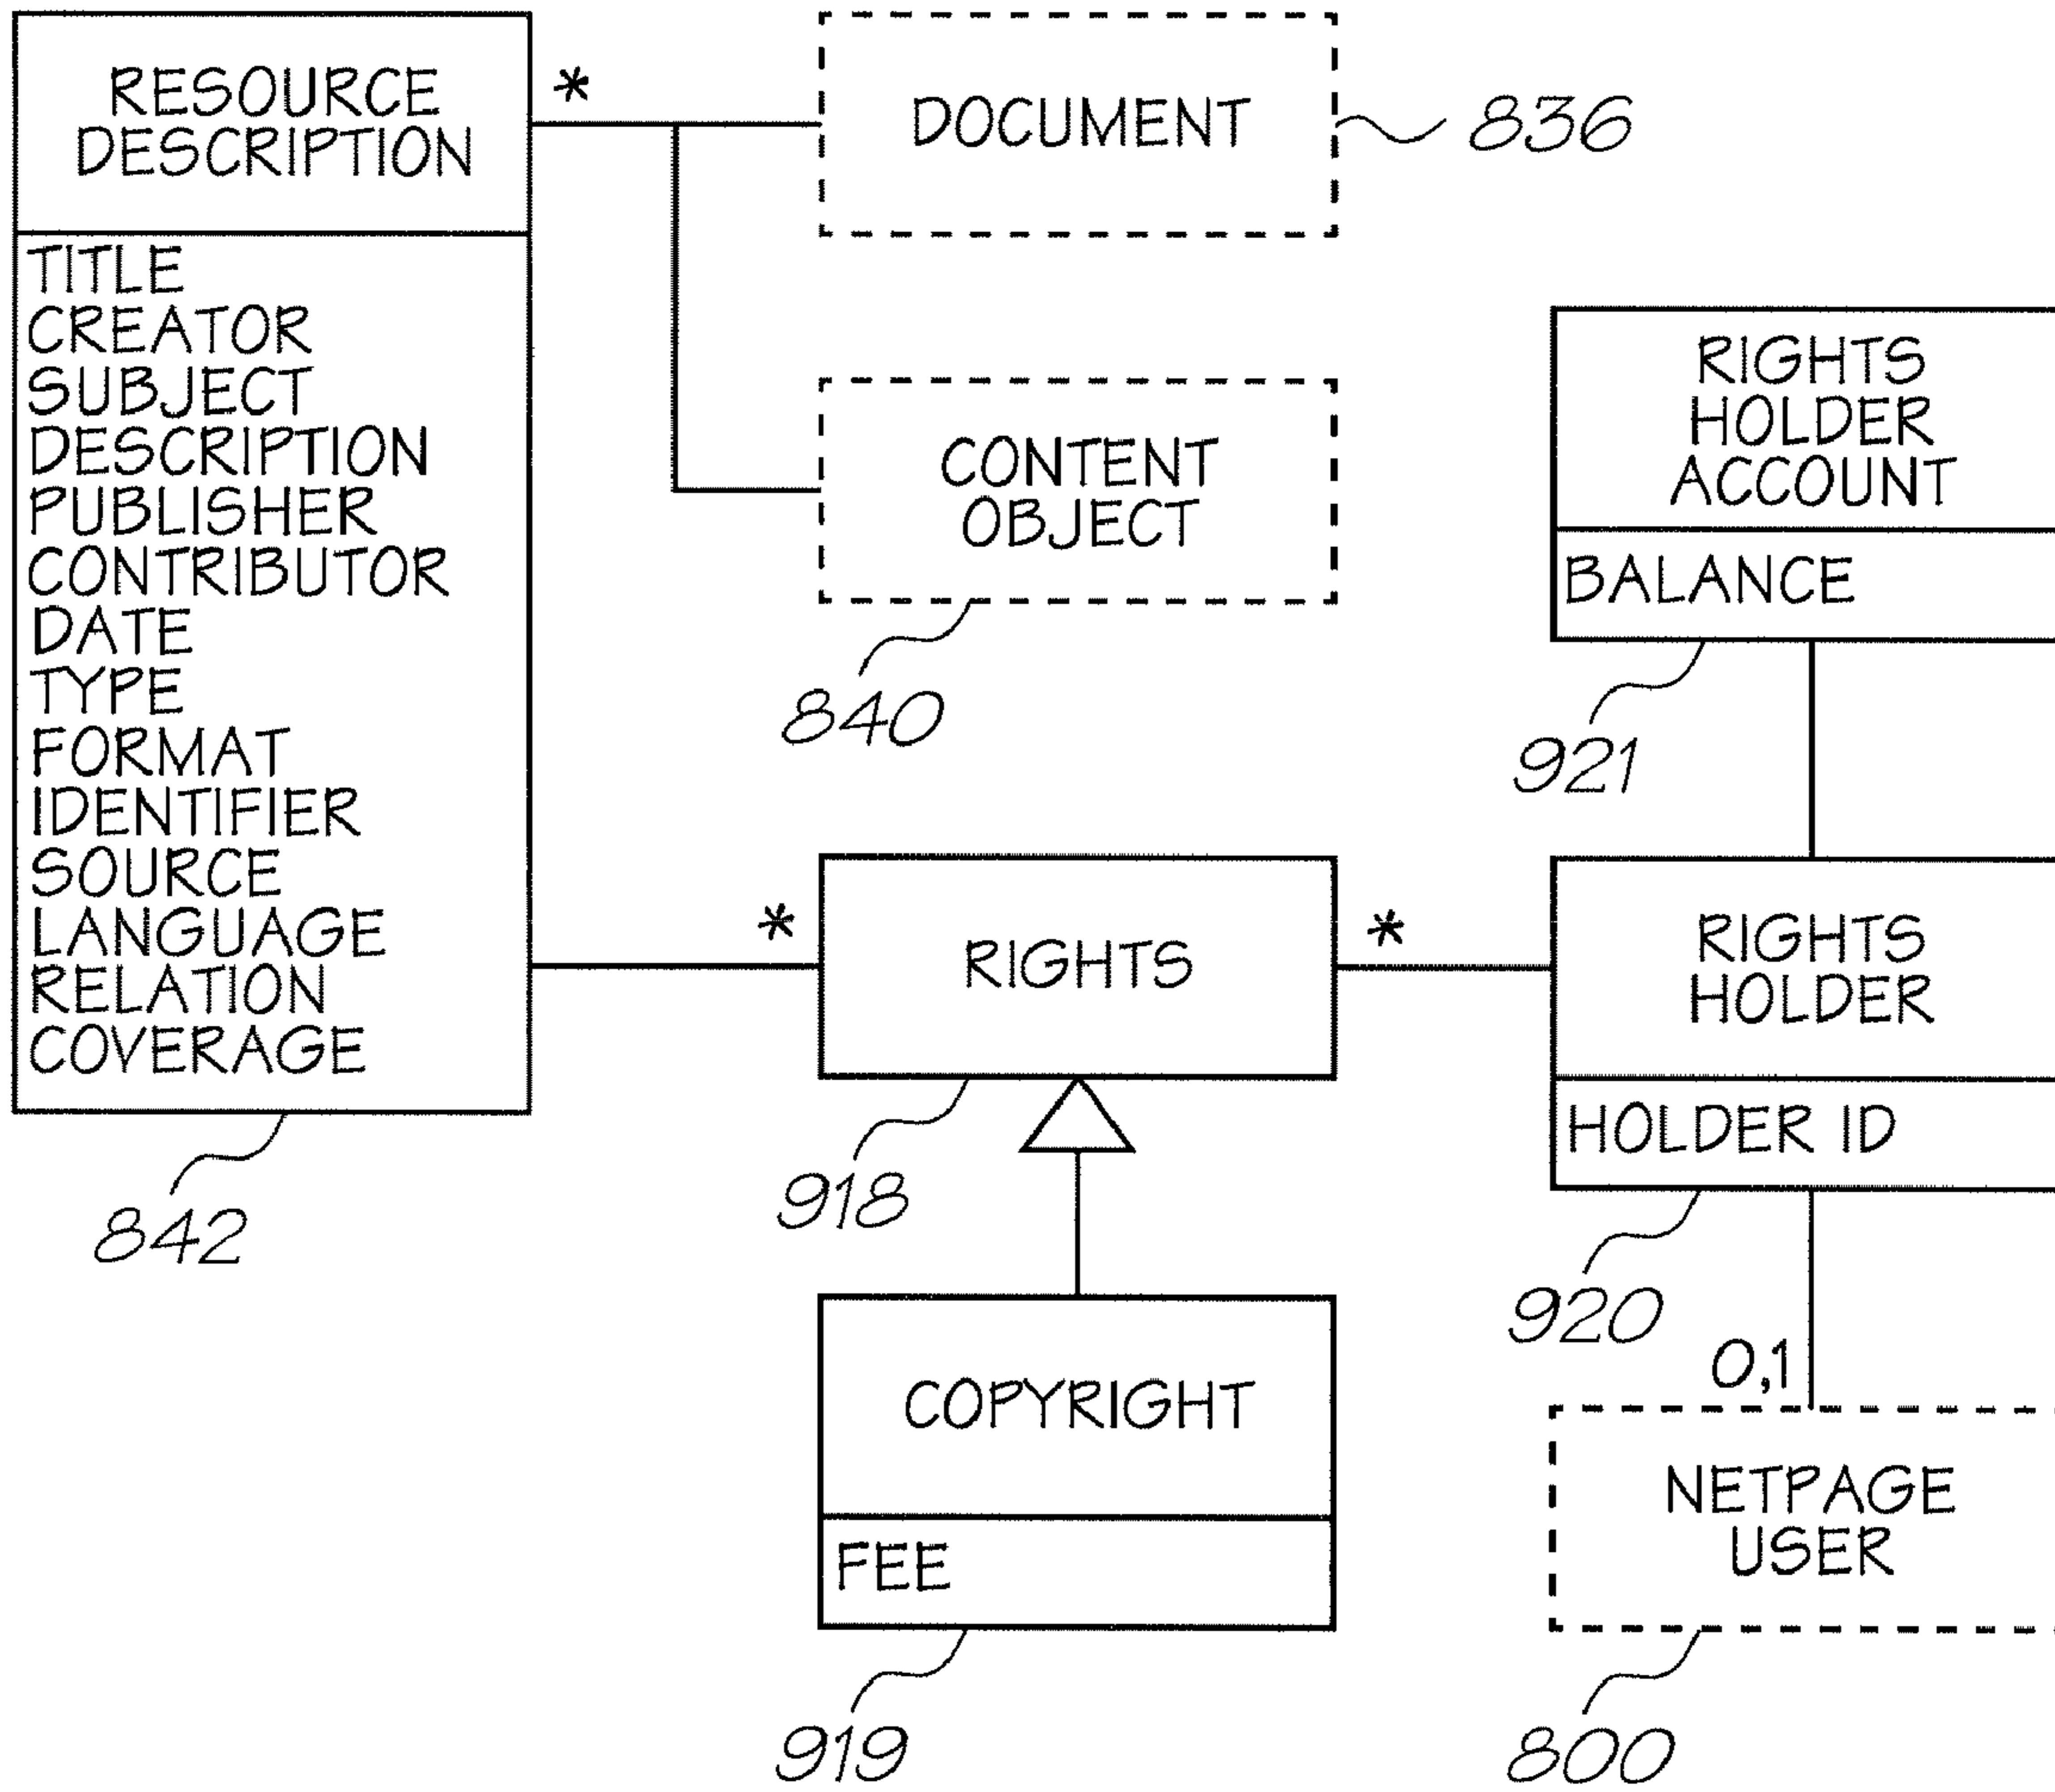 RESOURCE
DESCRIPTION
TITLE
CREATOR
SUBJECT
DESCRIPTION
PUBLISHER
CONTRIBUTOR
DATE
TYPE
FORMAT
IDENTIFIER
SOURCE
LANGUAGE
RELATION
COVERAGE
842
*
DOCUMENT
836
CONTENT
OBJECT
840
RIGHTS
HOLDER
ACCOUNT
BALANCE
921
*
RIGHTS
918
*
RIGHTS
HOLDER
HOLDER ID
920
COPYRIGHT
FEE
919
0,1
NETPAGE
USER
800